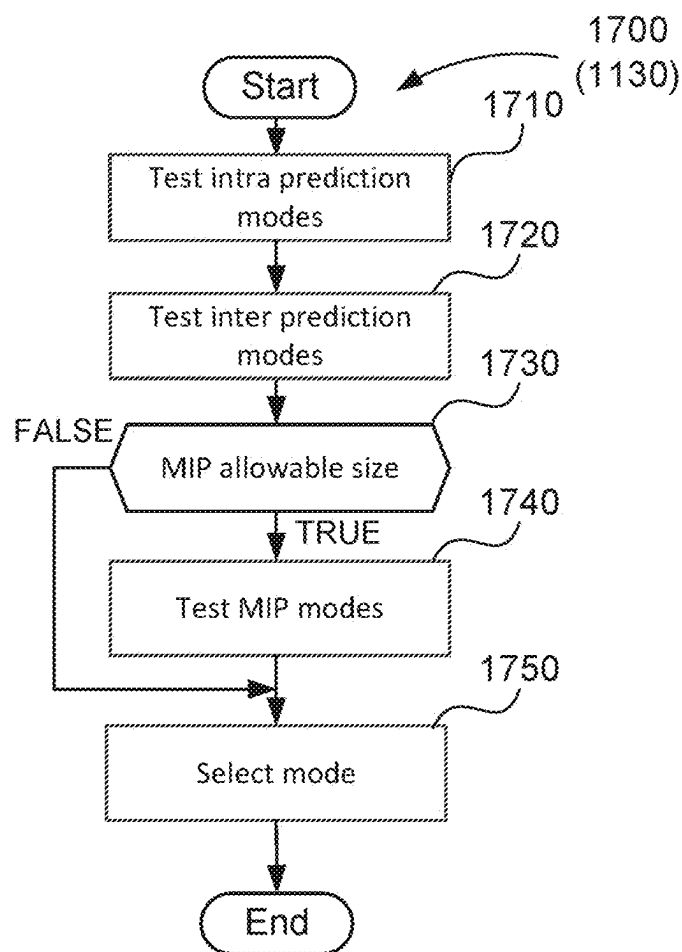 1700
(1130)
Start
1710
Test intra prediction
modes
1720
Test inter prediction
modes
1730
FALSE
MIP allowable size
1740
TRUE
Test MIP modes
1750
Select mode
End